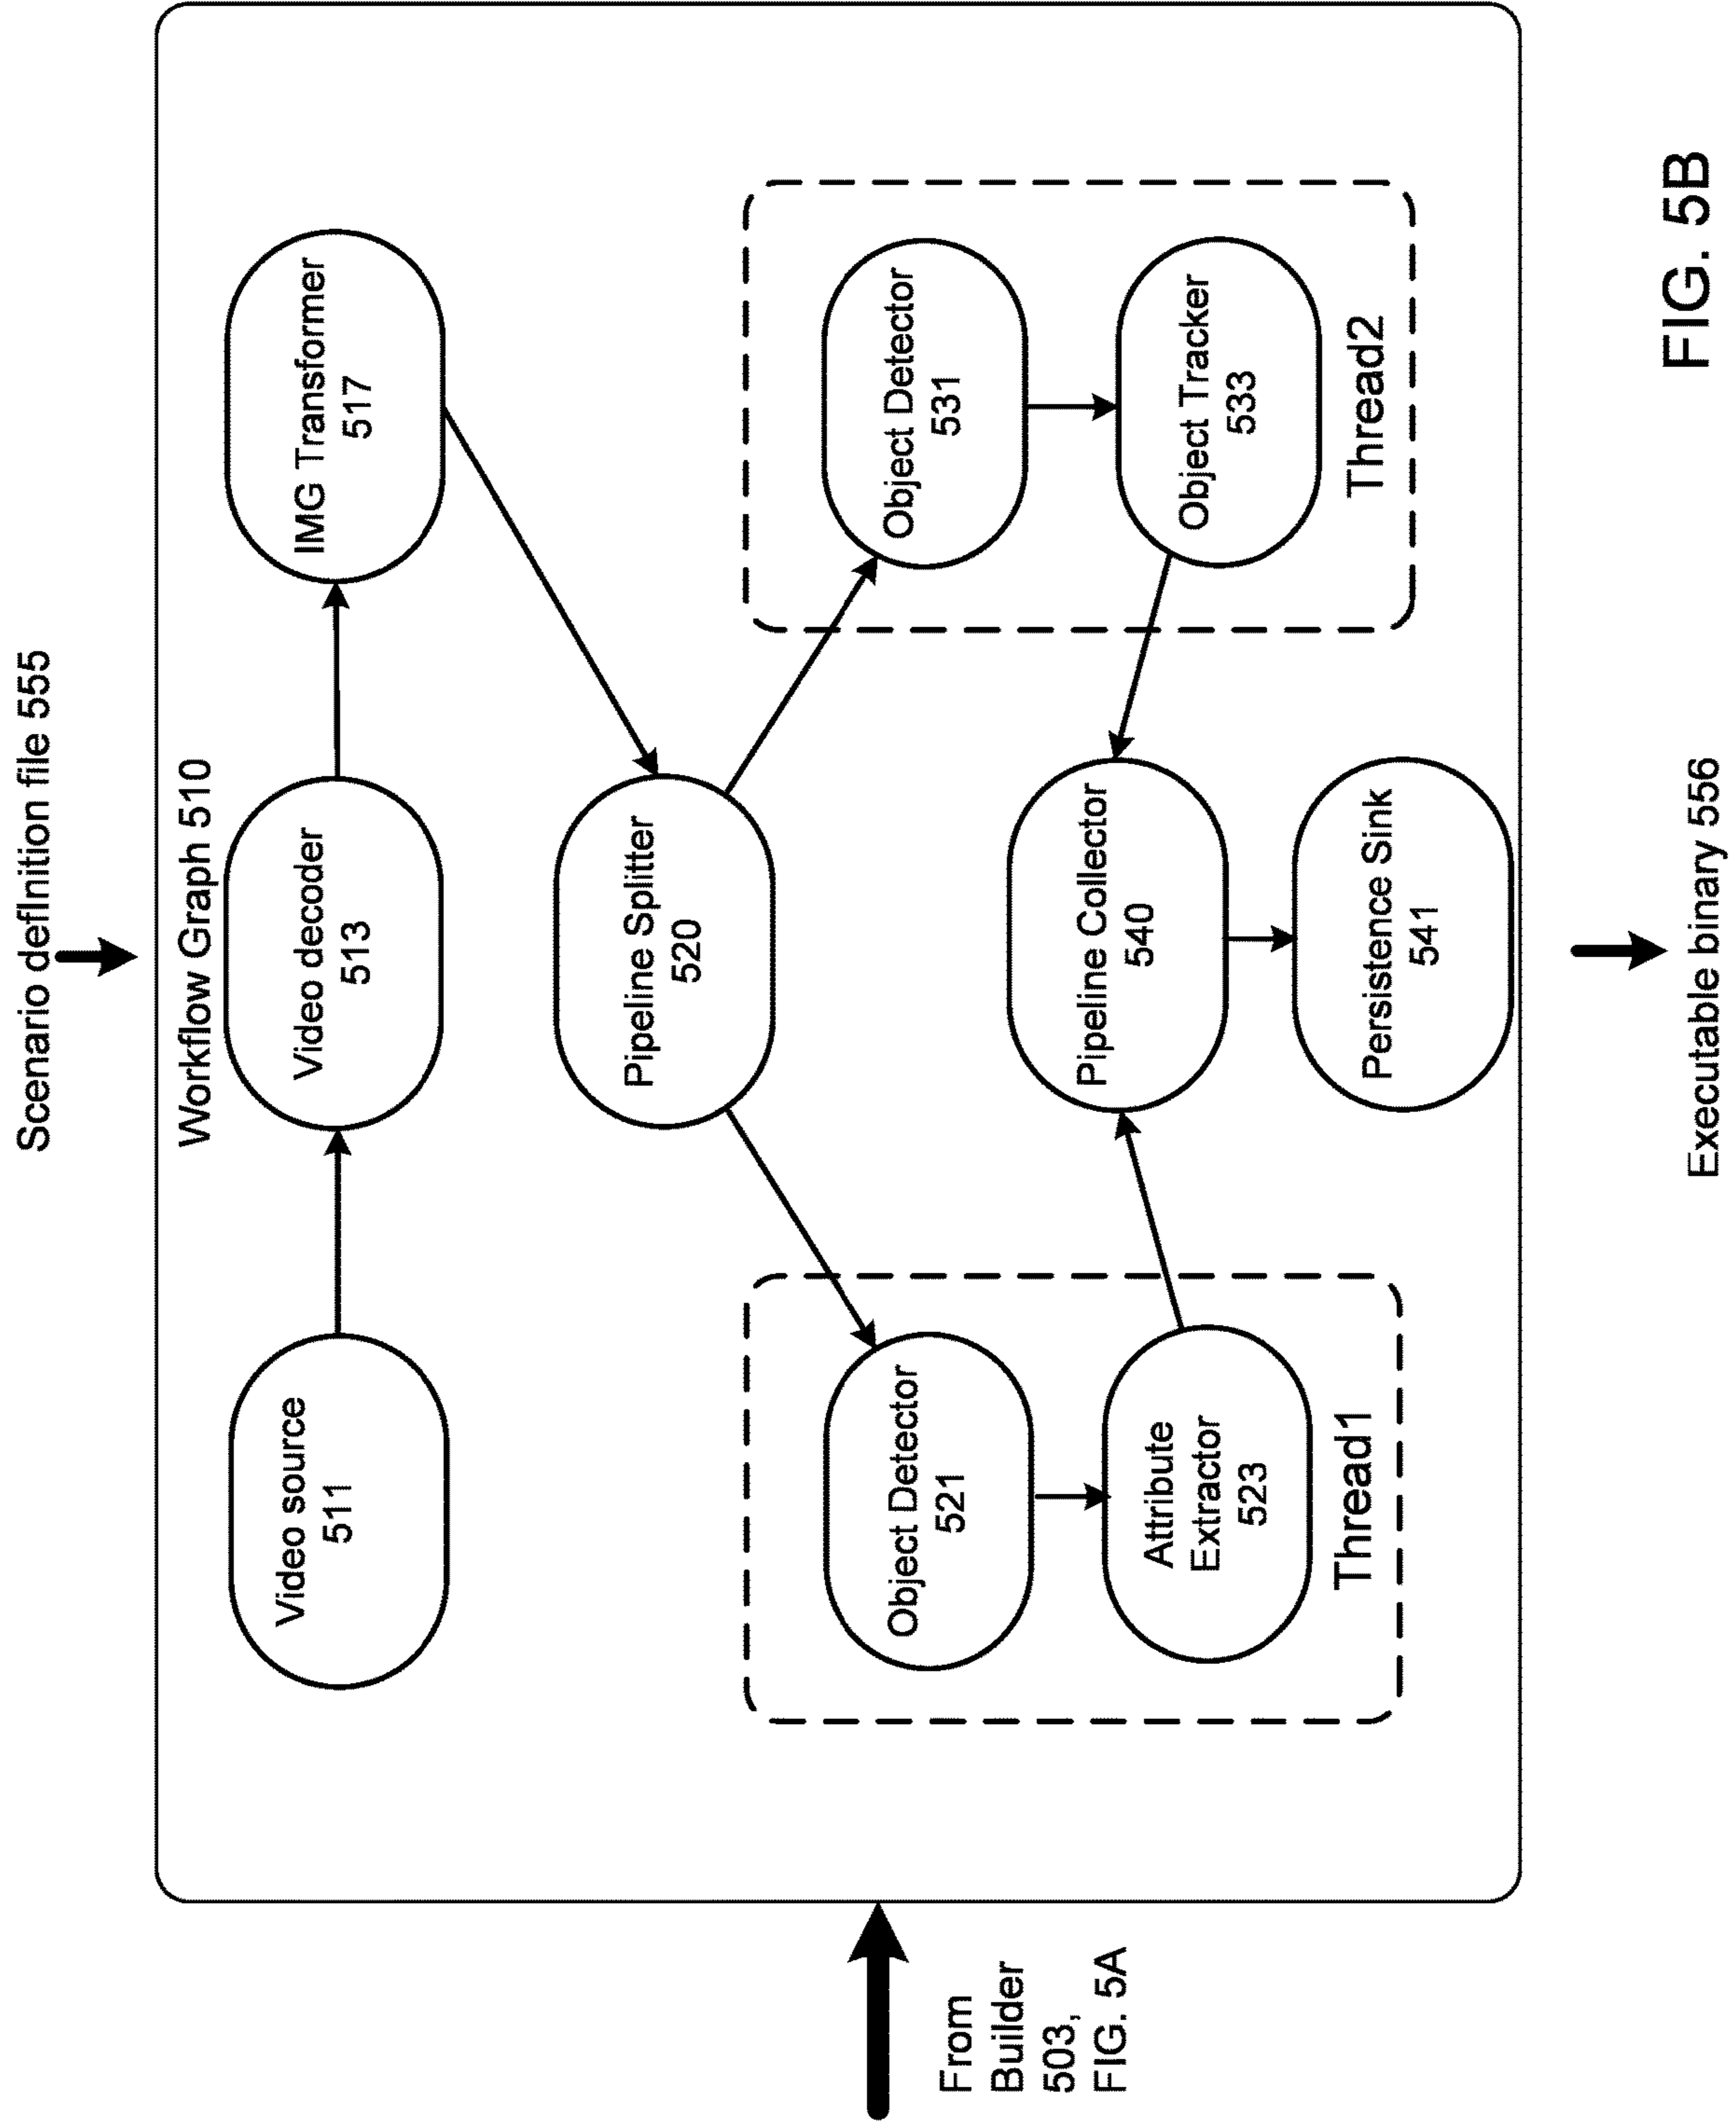 Scenario definition file 555
Workflow Graph 510
Video source
511
Video decoder
513
IMG Transformer
517
Pipeline Splitter
520
Object Detector
521
Attribute
Extractor
523
Thread1
Object Detector
531
Object Tracker
533
Thread2
Pipeline Collector
540
Persistence Sink
541
From
Builder
503,
FIG. 5A
Executable binary 556
FIG. 5B